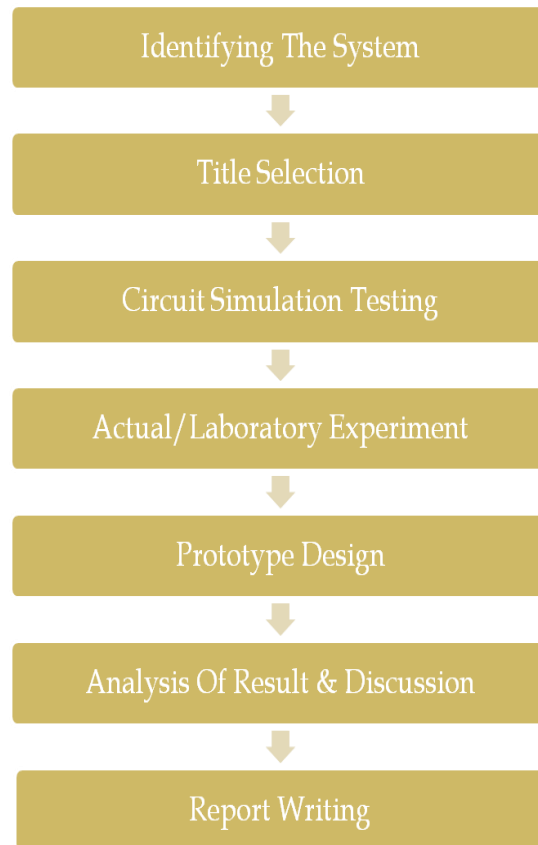 Identifying The System
Title Selection
Circuit Simulation Testing
Actual/Laboratory Experiment
Prototype Design
Analysis Of Result & Discussion
Report Writing